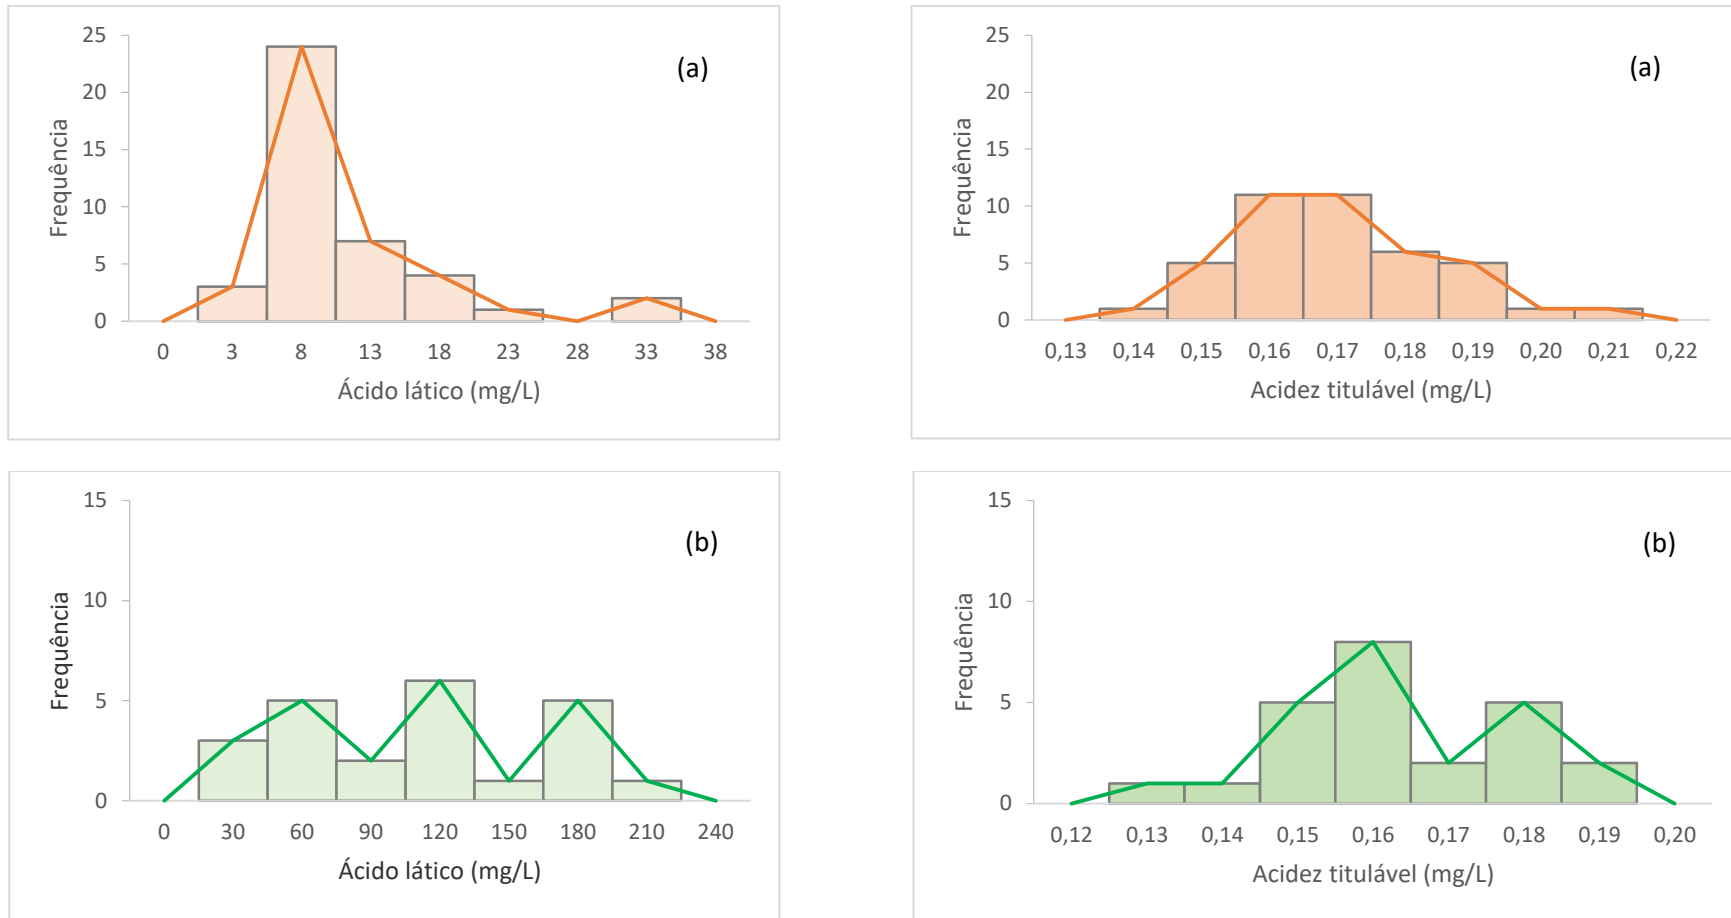 25
20
15
10
5
0
Frequência
(a)
0 3 8 13 18 23 28 33 38
Ácido lático (mg/L)
25
20
15
10
5
0
Frequência
(a)
0,13 0,14 0,15 0,16 0,17 0,18 0,19 0,20 0,21 0,22
Acidez titulável (mg/L)
15
10
5
0
Frequência
(b)
0 30 60 90 120 150 180 210 240
Ácido lático (mg/L)
15
10
5
0
Frequência
(b)
0,12 0,13 0,14 0,15 0,16 0,17 0,18 0,19 0,20
Acidez titulável (mg/L)